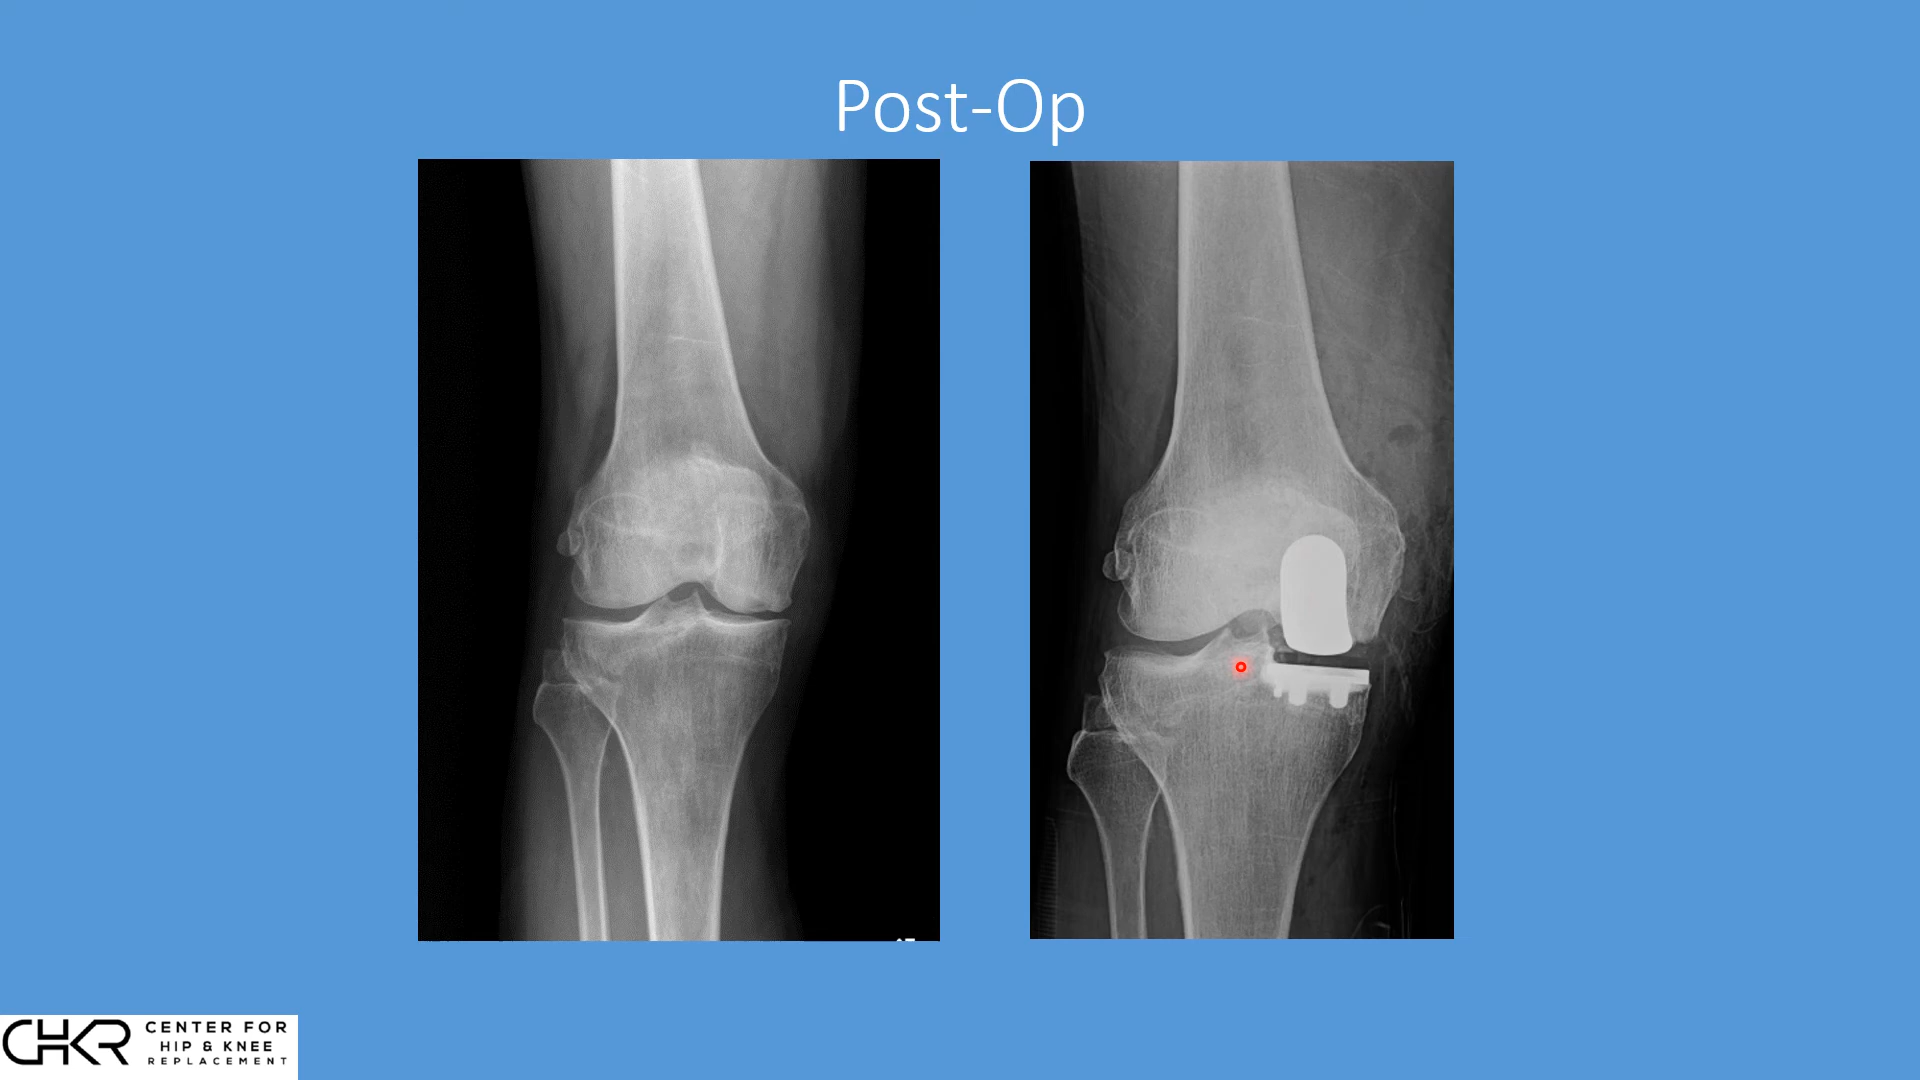 Post-Op
CHKR
CENTER FOR
HIP & KNEE
REPLACEMENT